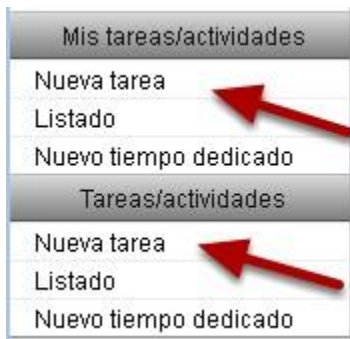 Mis tareas/actividades
Nueva tarea
Listado
Nuevo tiempo dedicado
Tareas/actividades
Nueva tarea
Listado
Nuevo tiempo dedicado